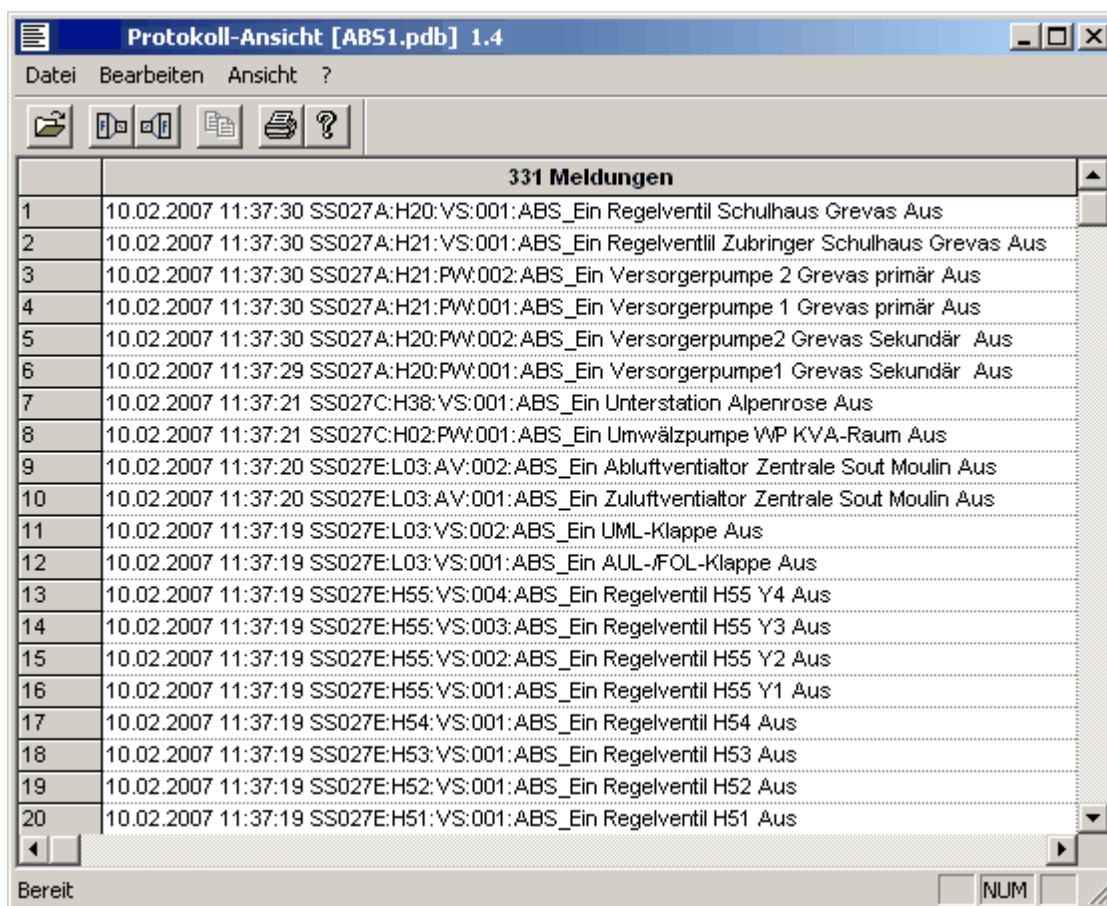 Protokoll-Ansicht [ABS1.pdb] 1.4
Datei Bearbeiten Ansicht ?
331 Meldungen
1 10.02.2007 11:37:30 SS027A:H20:VS:001:ABS_Ein Regelventil Schulhaus Grevas Aus
2 10.02.2007 11:37:30 SS027A:H21:VS:001:ABS_Ein Regelventlil Zubringer Schulhaus Grevas Aus
3 10.02.2007 11:37:30 SS027A:H21:PW:002:ABS_Ein Versorgerpumpe 2 Grevas primär Aus
4 10.02.2007 11:37:30 SS027A:H21:PW:001:ABS_Ein Versorgerpumpe 1 Grevas primär Aus
5 10.02.2007 11:37:30 SS027A:H20:PW:002:ABS_Ein Versorgerpumpe2 Grevas Sekundär  Aus
6 10.02.2007 11:37:29 SS027A:H20:PW:001:ABS_Ein Versorgerpumpe1 Grevas Sekundär  Aus
7 10.02.2007 11:37:21 SS027C:H38:VS:001:ABS_Ein Unterstation Alpenrose Aus
8 10.02.2007 11:37:21 SS027C:H02:PW:001:ABS_Ein Umwälzpumpe WP KVA-Raum Aus
9 10.02.2007 11:37:20 SS027E:L03:AV:002:ABS_Ein Abluftventialtor Zentrale Sout Moulin Aus
10 10.02.2007 11:37:20 SS027E:L03:AV:001:ABS_Ein Zuluftventialtor Zentrale Sout Moulin Aus
11 10.02.2007 11:37:19 SS027E:L03:VS:002:ABS_Ein UML-Klappe Aus
12 10.02.2007 11:37:19 SS027E:L03:VS:001:ABS_Ein AUL-/FOL-Klappe Aus
13 10.02.2007 11:37:19 SS027E:H55:VS:004:ABS_Ein Regelventil H55 Y4 Aus
14 10.02.2007 11:37:19 SS027E:H55:VS:003:ABS_Ein Regelventil H55 Y3 Aus
15 10.02.2007 11:37:19 SS027E:H55:VS:002:ABS_Ein Regelventil H55 Y2 Aus
16 10.02.2007 11:37:19 SS027E:H55:VS:001:ABS_Ein Regelventil H55 Y1 Aus
17 10.02.2007 11:37:19 SS027E:H54:VS:001:ABS_Ein Regelventil H54 Aus
18 10.02.2007 11:37:19 SS027E:H53:VS:001:ABS_Ein Regelventil H53 Aus
19 10.02.2007 11:37:19 SS027E:H52:VS:001:ABS_Ein Regelventil H52 Aus
20 10.02.2007 11:37:19 SS027E:H51:VS:001:ABS_Ein Regelventil H51 Aus
Bereit NUM